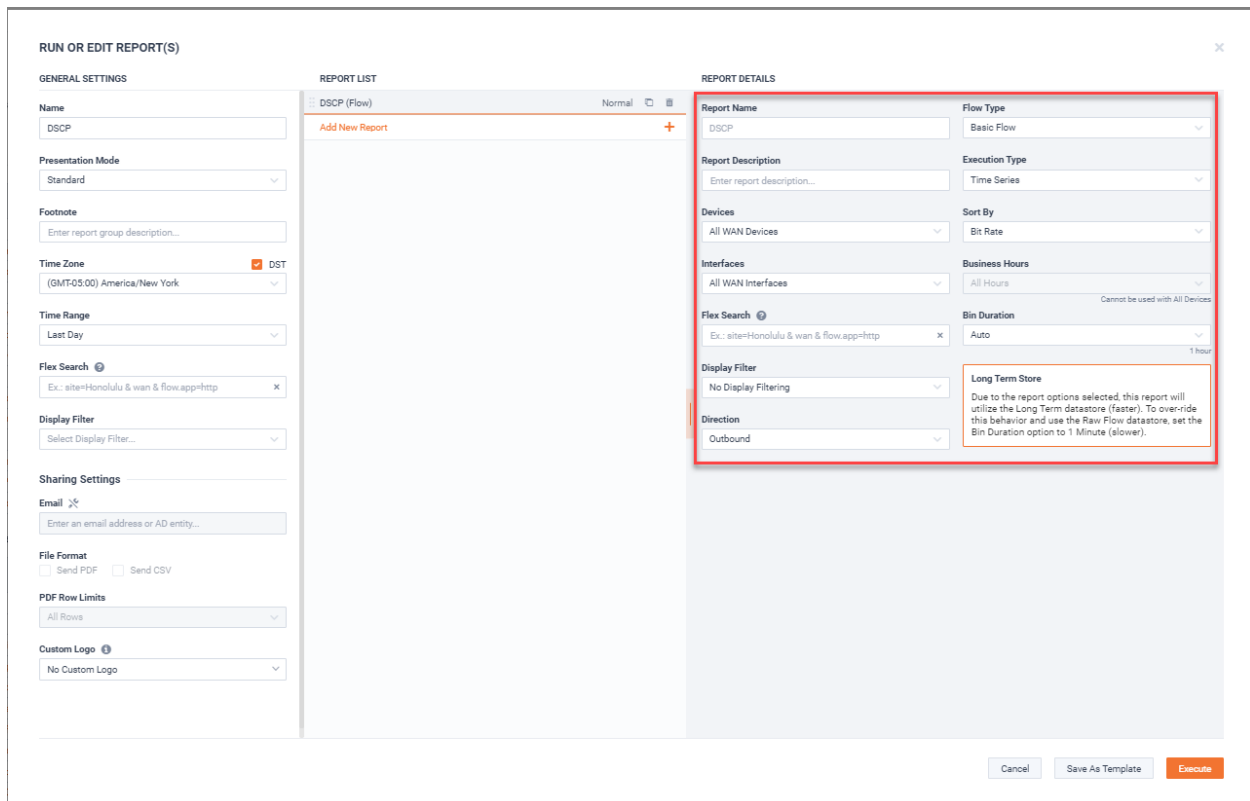 RUN OR EDIT REPORT(S)
GENERAL SETTINGS
Name
DSCP
Presentation Mode
Standard
Footnote
Enter report group description...
Time Zone
DST
(GMT-05:00) America/New York
Time Range
Last Day
Flex Search
Ex.: site=Honolulu & wan & flow.app=http
Display Filter
Select Display Filter...
Sharing Settings
Email
Enter an email address or AD entity...
File Format
Send PDF
Send CSV
PDF Row Limits
All Rows
Custom Logo
No Custom Logo
REPORT LIST
DSCP (Flow)
Normal
Add New Report
REPORT DETAILS
Report Name
DSCP
Report Description
Enter report description...
Devices
All WAN Devices
Interfaces
All WAN Interfaces
Flex Search
Ex.: site=Honolulu & wan & flow.app=http
Display Filter
No Display Filtering
Direction
Outbound
Flow Type
Basic Flow
Execution Type
Time Series
Sort By
Bit Rate
Business Hours
All Hours
Cannot be used with All Devices
Bin Duration
Auto
1 hour
Long Term Store
Due to the report options selected, this report will
utilize the Long Term datastore (faster). To over-ride
this behavior and use the Raw Flow datastore, set the
Bin Duration option to 1 Minute (slower).
Cancel
Save As Template
Execute